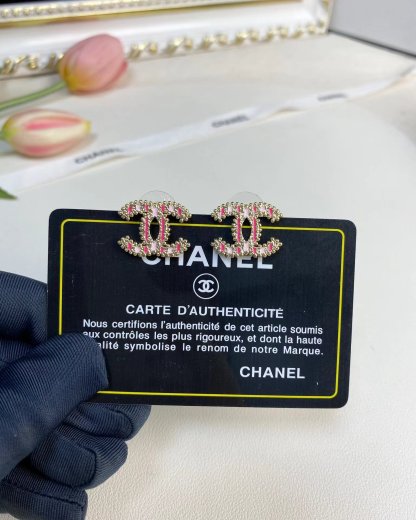 CHANEL
CHANEL
CARTE D'AUTHENTICITÉ
Nous certifions l'authenticité de cet article soumis
aux contrôles les plus rigoureux, et dont la haute
qualité symbolise le renom de notre Marque.
CHANEL